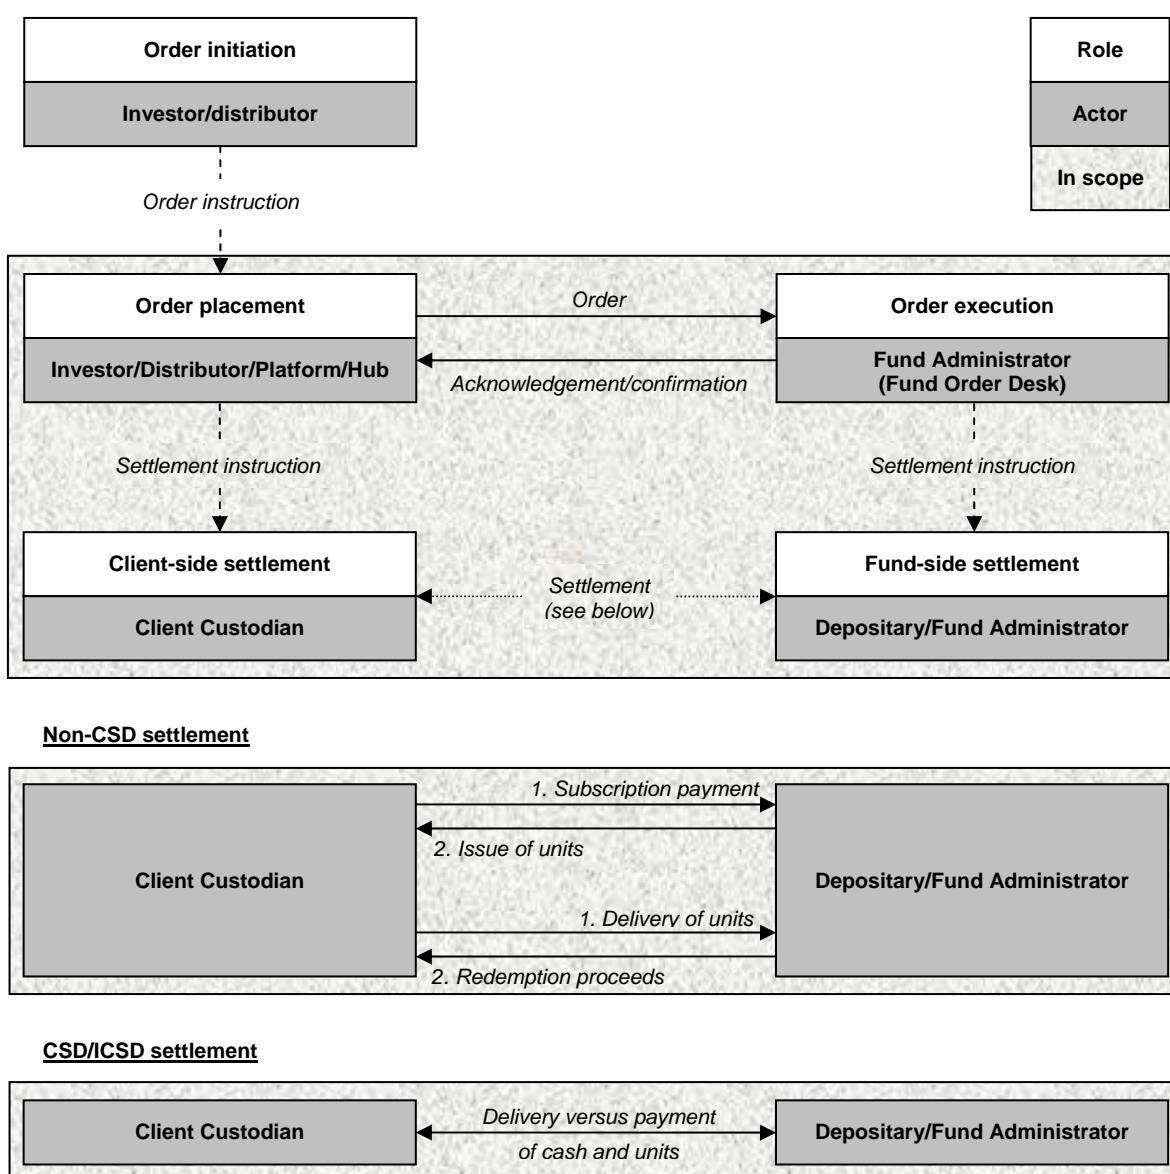 Order initiation
Investor/distributor
Role
Actor
In scope
Order instruction
Order placement
Investor/Distributor/Platform/Hub
Order
Acknowledgement/confirmation
Order execution
Fund Administrator
(Fund Order Desk)
Settlement instruction
Settlement instruction
Client-side settlement
Client Custodian
Settlement
(see below)
Fund-side settlement
Depositary/Fund Administrator
Non-CSD settlement
Client Custodian
1. Subscription payment
2. Issue of units
1. Delivery of units
2. Redemption proceeds
Depositary/Fund Administrator
CSD/ICSD settlement
Client Custodian
Delivery versus payment
of cash and units
Depositary/Fund Administrator